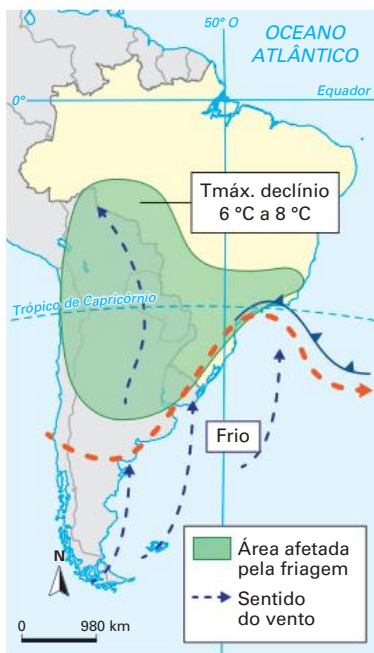 50° O
OCEANO
ATLÂNTICO
0°
Equador
Tmáx. declínio
6 °C a 8 °C
Trópico de Capricórnio
Frio
N
0 980 km
Área afetada
pela friagem
Sentido
do vento